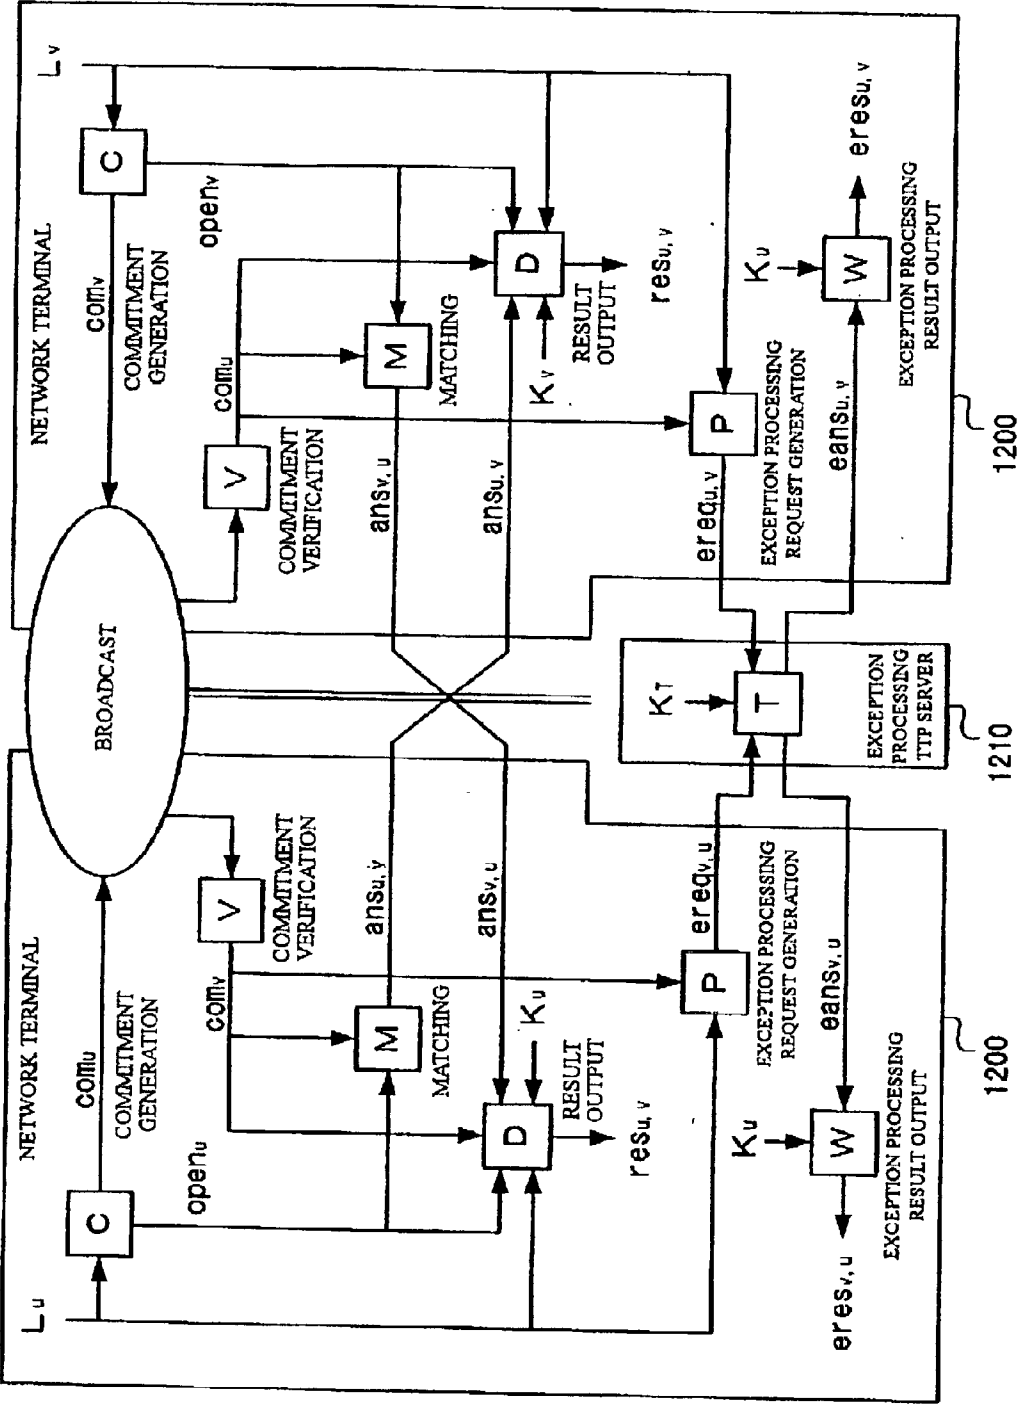 NETWORK TERMINAL
Lu
C
comu
COMMITMENT
GENERATION
openu
BROADCAST
V
COMMITMENT
VERIFICATION
comv
M
MATCHING
ansu,v
ansv,u
D
Ku
RESULT
OUTPUT
resu,v
P
ereqv,u
EXCEPTION PROCESSING
REQUEST GENERATION
eansv,u
Ku
W
eresv,u
EXCEPTION PROCESSING
RESULT OUTPUT
1200
KT
T
EXCEPTION
PROCESSING
TTP SERVER
1210
NETWORK TERMINAL
Lv
C
comv
COMMITMENT
GENERATION
openv
V
COMMITMENT
VERIFICATION
comu
M
MATCHING
ansv,u
ansu,v
D
Kv
RESULT
OUTPUT
resu,v
P
erequ,v
EXCEPTION PROCESSING
REQUEST GENERATION
eansu,v
Ku
W
eresu,v
EXCEPTION PROCESSING
RESULT OUTPUT
1200